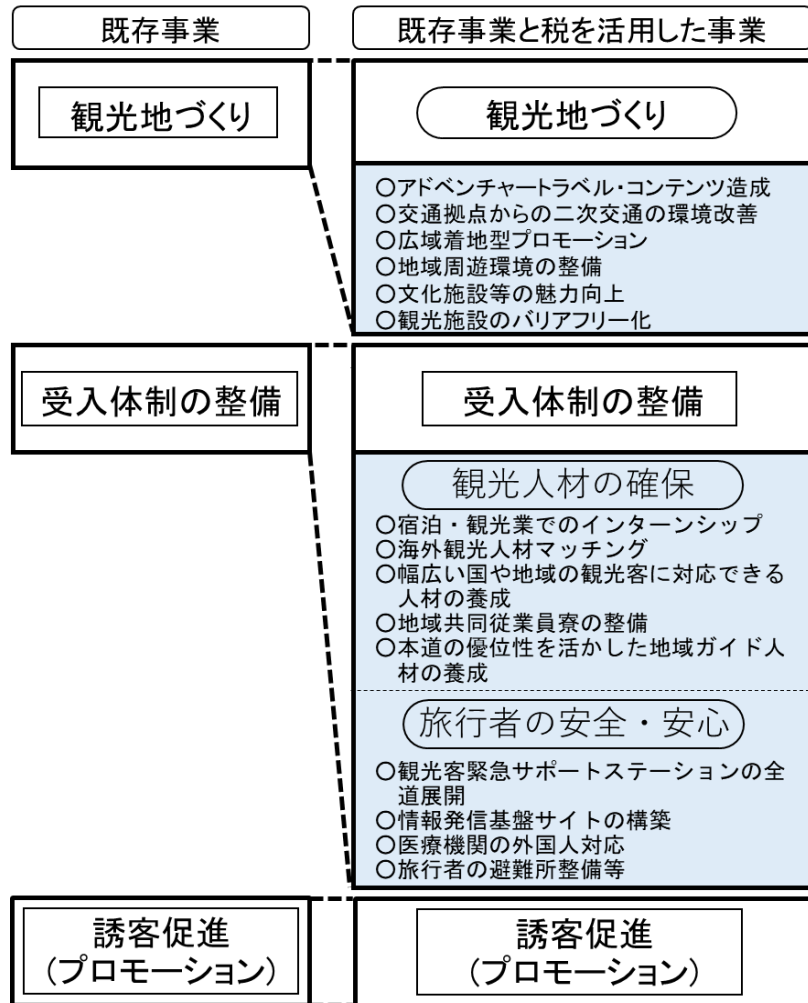 既存事業
既存事業と税を活用した事業
観光地づくり
観光地づくり
〇アドベンチャートラベル・コンテンツ造成
〇交通拠点からの二次交通の環境改善
〇広域着地型プロモーション
〇地域周遊環境の整備
〇文化施設等の魅力向上
〇観光施設のバリアフリー化
受入体制の整備
受入体制の整備
観光人材の確保
〇宿泊・観光業でのインターンシップ
〇海外観光人材マッチング
〇幅広い国や地域の観光客に対応できる
人材の養成
〇地域共同従業員寮の整備
〇本道の優位性を活かした地域ガイド人
材の養成
旅行者の安全・安心
〇観光客緊急サポートステーションの全
道展開
〇情報発信基盤サイトの構築
〇医療機関の外国人対応
〇旅行者の避難所整備等
誘客促進
(プロモーション)
誘客促進
(プロモーション)